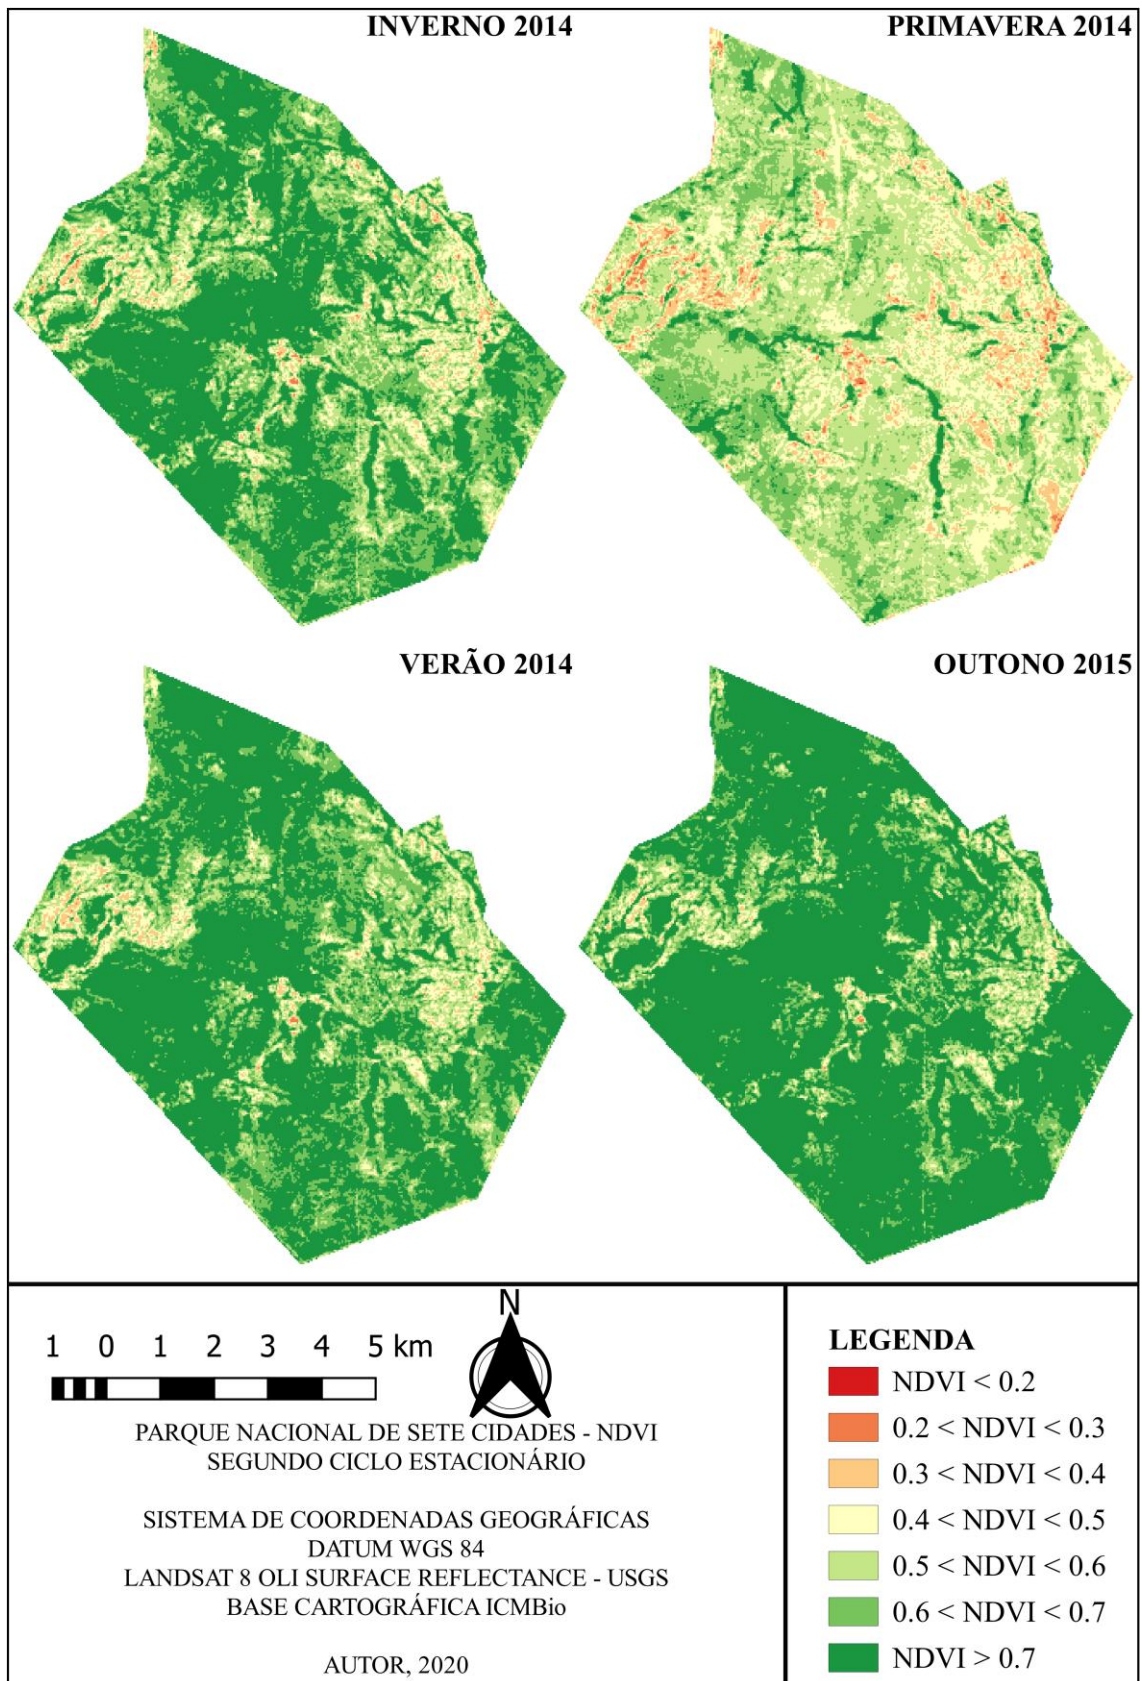 INVERNO 2014
PRIMAVERA 2014
VERÃO 2014
OUTONO 2015
1 0 1 2 3 4 5 km
N
PARQUE NACIONAL DE SETE CIDADES - NDVI
SEGUNDO CICLO ESTACIONÁRIO
SISTEMA DE COORDENADAS GEOGRÁFICAS
DATUM WGS 84
LANDSAT 8 OLI SURFACE REFLECTANCE - USGS
BASE CARTOGRÁFICA ICMBio
AUTOR, 2020
LEGENDA
NDVI < 0.2
0.2 < NDVI < 0.3
0.3 < NDVI < 0.4
0.4 < NDVI < 0.5
0.5 < NDVI < 0.6
0.6 < NDVI < 0.7
NDVI > 0.7